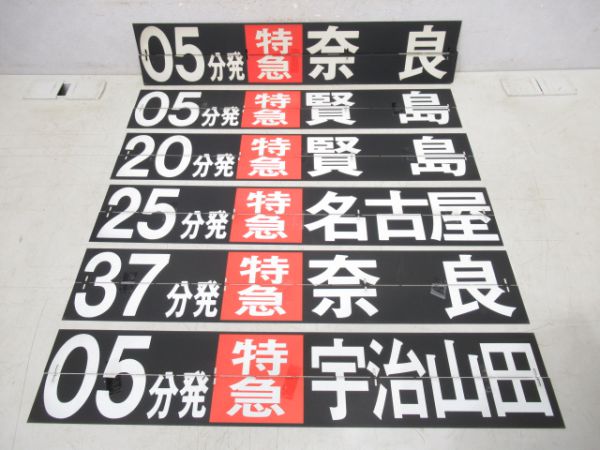 05分発 特急 奈良
05分発 特急 賢島
20分発 特急 賢島
25分発 特急 名古屋
37分発 特急 奈良
05分発 特急 宇治山田